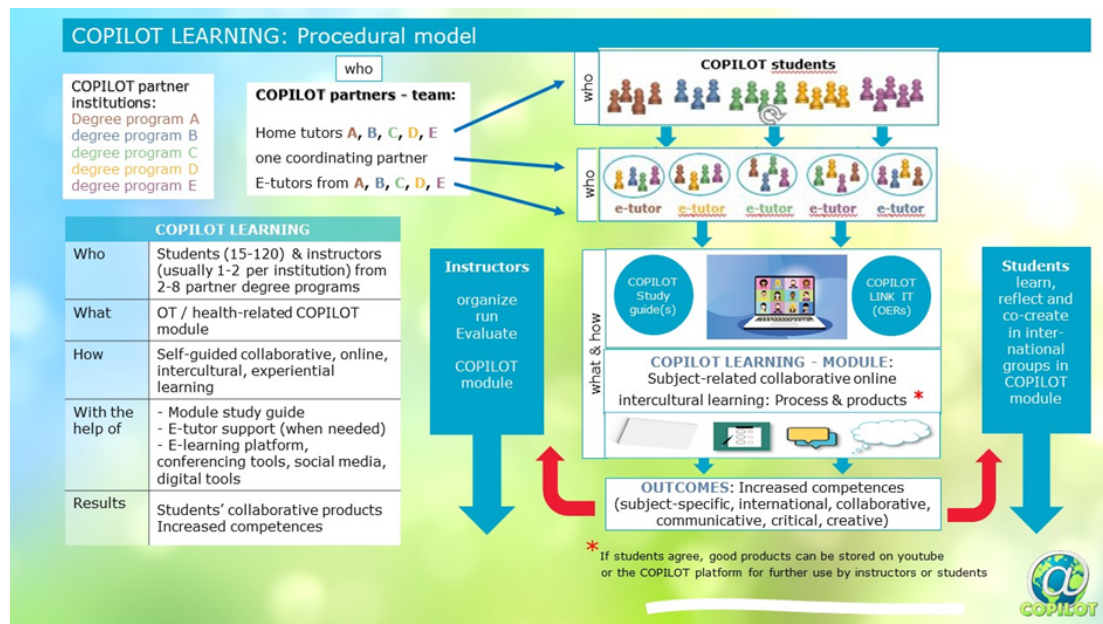 COPILOT LEARNING: Procedural model
COPILOT partner
institutions:
Degree program A
degree program B
degree program C
degree program D
degree program E
who
COPILOT partners - team:
Home tutors A, B, C, D, E
one coordinating partner
E-tutors from A, B, C, D, E
who
COPILOT students
who
e-tutor
e-tutor
e-tutor
e-tutor
e-tutor
COPILOT LEARNING
Who
Students (15-120) & instructors
(usually 1-2 per institution) from
2-8 partner degree programs
What
OT / health-related COPILOT
module
How
Self-guided collaborative, online,
intercultural, experiential
learning
With the
help of
- Module study guide
- E-tutor support (when needed)
- E-learning platform,
conferencing tools, social media,
digital tools
Results
Students' collaborative products
Increased competences
Instructors
organize
run
Evaluate
COPILOT
module
what & how
COPILOT
Study
guide(s)
COPILOT
LINK IT
(OERs)
COPILOT LEARNING - MODULE:
Subject-related collaborative online
intercultural learning: Process & products *
OUTCOMES: Increased competences
(subject-specific, international, collaborative,
communicative, critical, creative)
Students
learn,
reflect and
co-create
in inter-
national
groups in
COPILOT
module
*If students agree, good products can be stored on youtube
or the COPILOT platform for further use by instructors or students
@
COPILOT